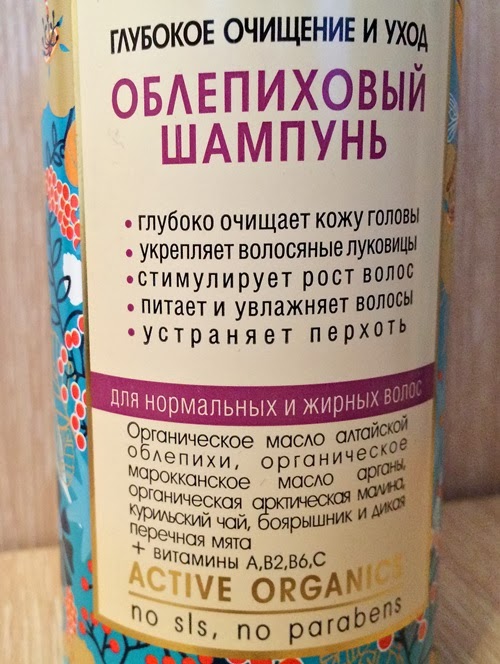 ГЛУБОКОЕ ОЧИЩЕНИЕ И УХОД
ОБЛЕПИХОВЫЙ
ШАМПУНЬ
• глубоко очищает кожу головы
• укрепляет волосяные луковицы
• стимулирует рост волос
• питает и увлажняет волосы
• устраняет перхоть
для нормальных и жирных волос
Органическое масло алтайской
облепихи, органическое
марокканское масло арганы,
органическая арктическая малина,
курильский чай, боярышник и дикая
перечная мята
+ витамины А,В2,В6,С
ACTIVE ORGANICS
no sls, no parabens